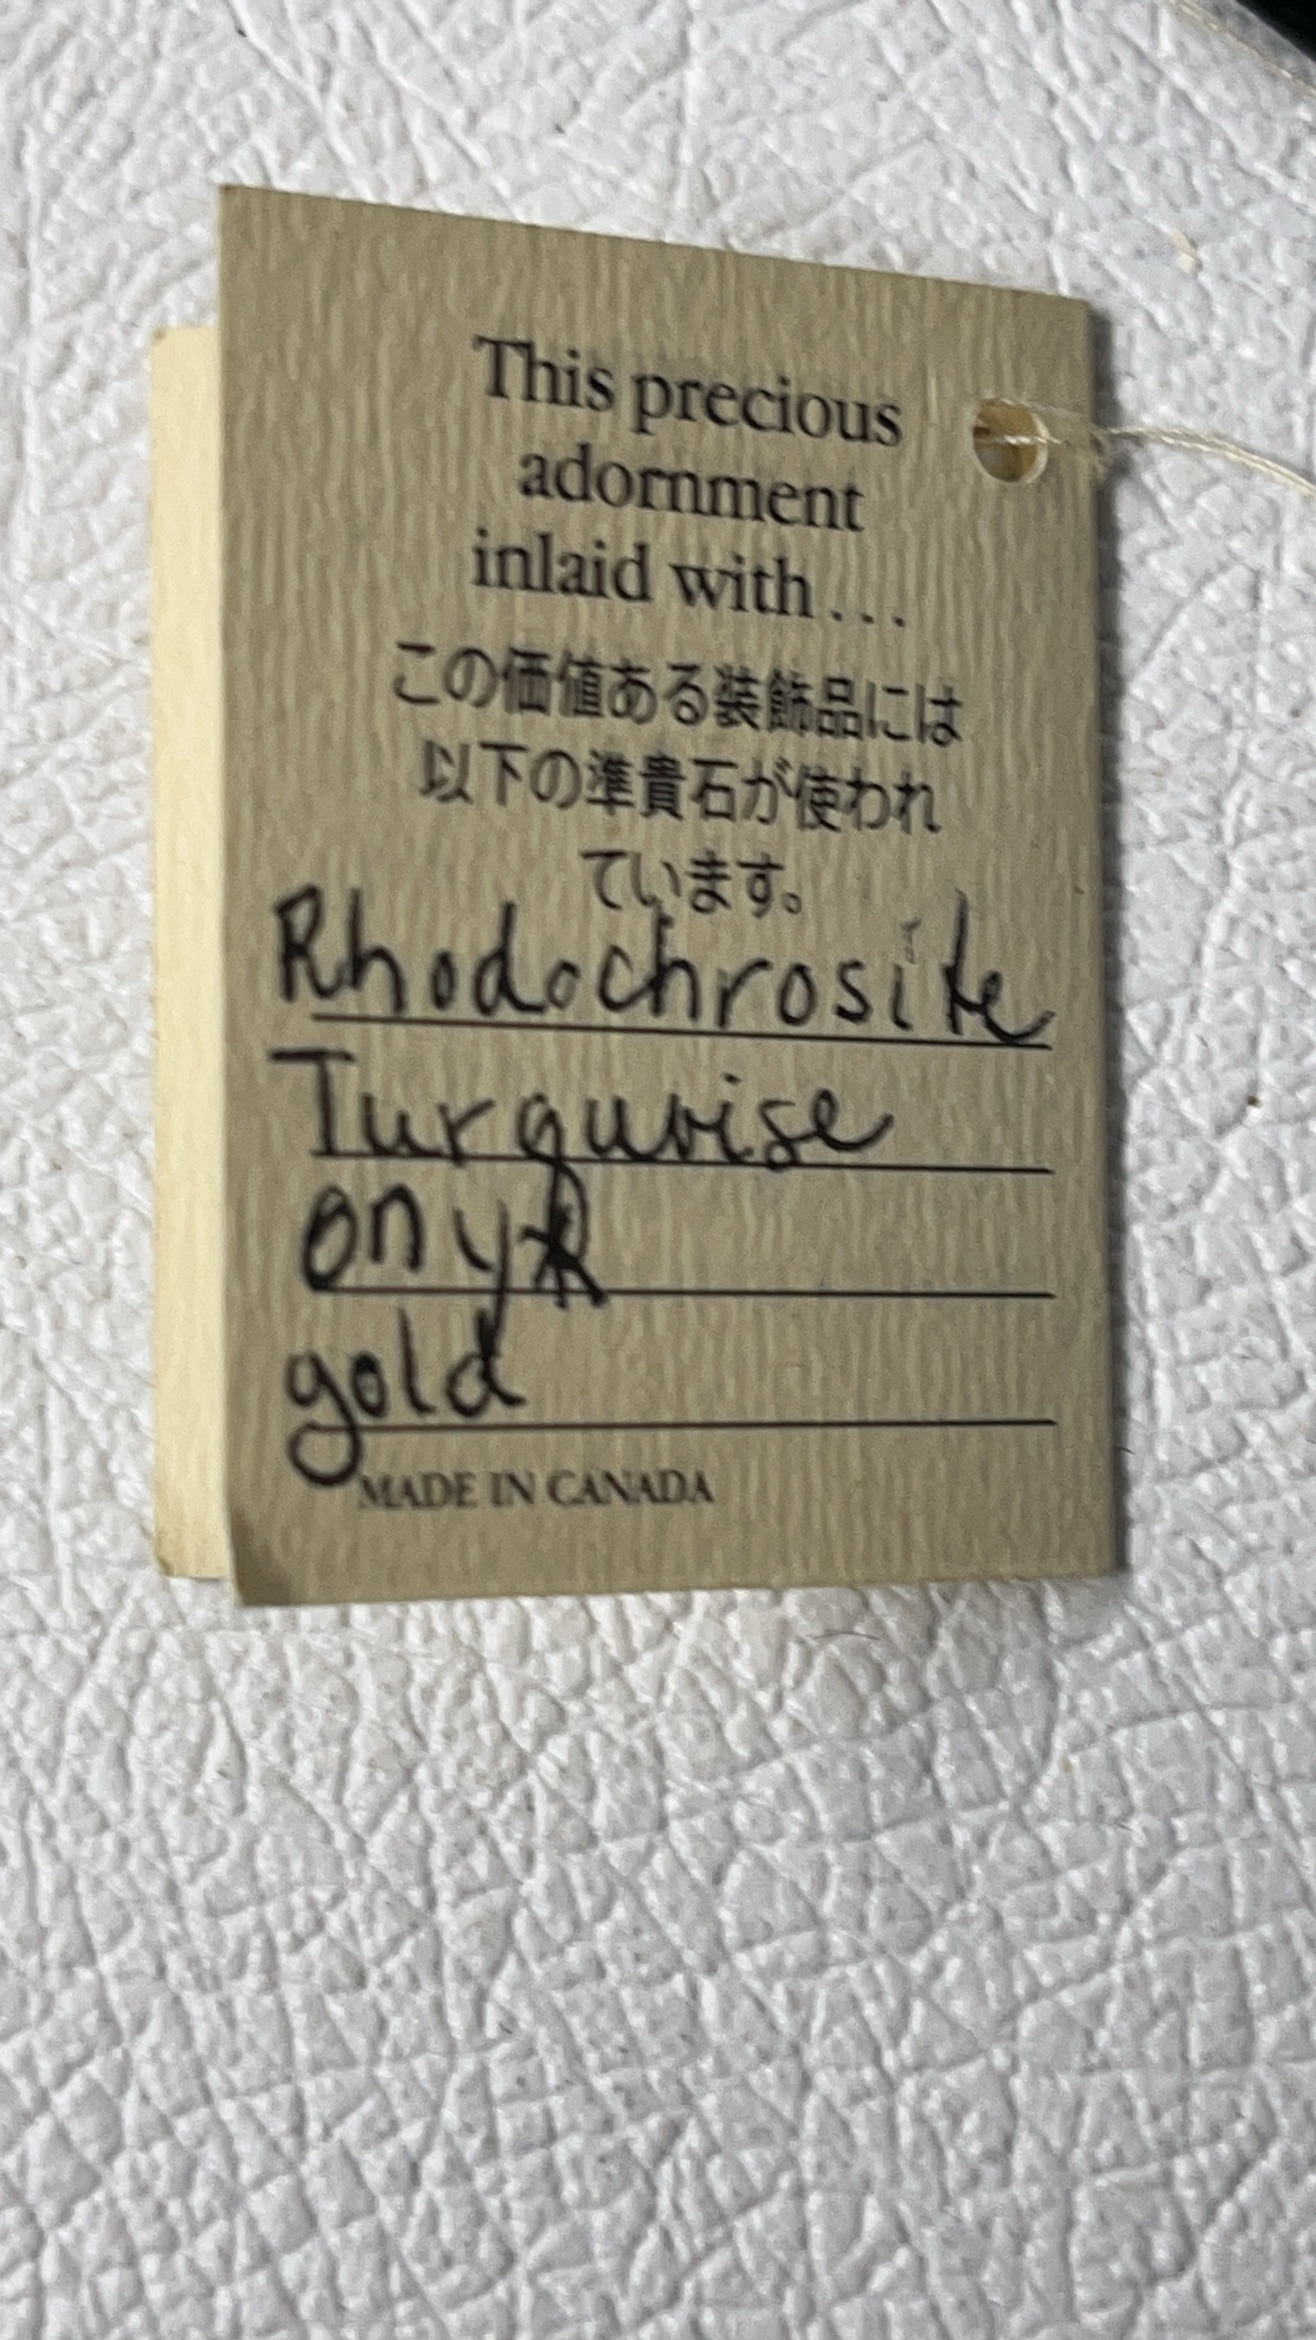 This precious
adornment
inlaid with...
この価値ある装飾品には
以下の準貴石が使われ
ています。
Rhodochrosite
Turquoise
onyx
gold
MADE IN CANADA